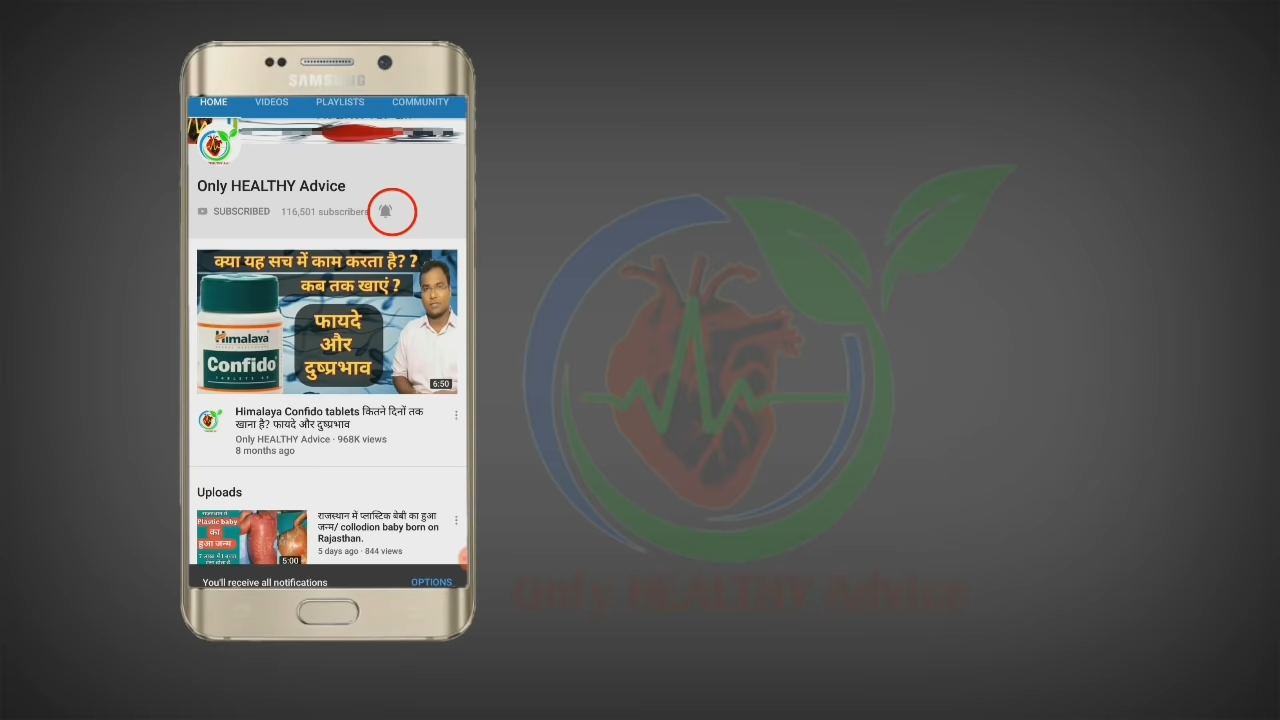 SAMSUNG
HOME VIDEOS PLAYLISTS COMMUNITY
Only HEALTHY Advice
SUBSCRIBED 116,501 subscribers
क्या यह सच में काम करता है? ?
कब तक खाएं ?
फायदे
और
दुष्प्रभाव
Himalaya
Confido
6:50
Himalaya Confido tablets कितने दिनों तक
खाना है? फायदे और दुष्प्रभाव
Only HEALTHY Advice · 968K views
8 months ago
Uploads
राजस्थान में
Plastic baby
का
हुआ जन्म
5:00
राजस्थान में प्लास्टिक बेबी का हुआ
जन्म/ collodion baby born on
Rajasthan.
5 days ago · 844 views
You'll receive all notifications OPTIONS
Only HEALTHY Advice